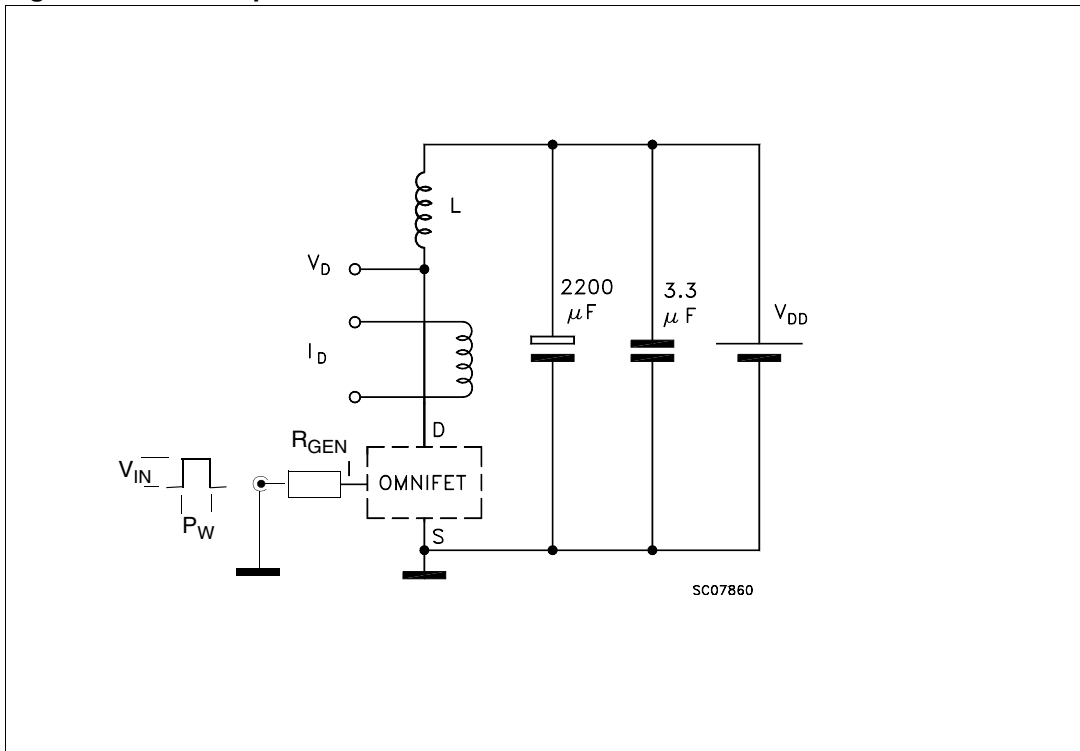 L
V_D
2200
μF
3.3
μF
V_DD
I_D
D
R_GEN
I
V_IN
OMNIFET
P_W
S
SC07860